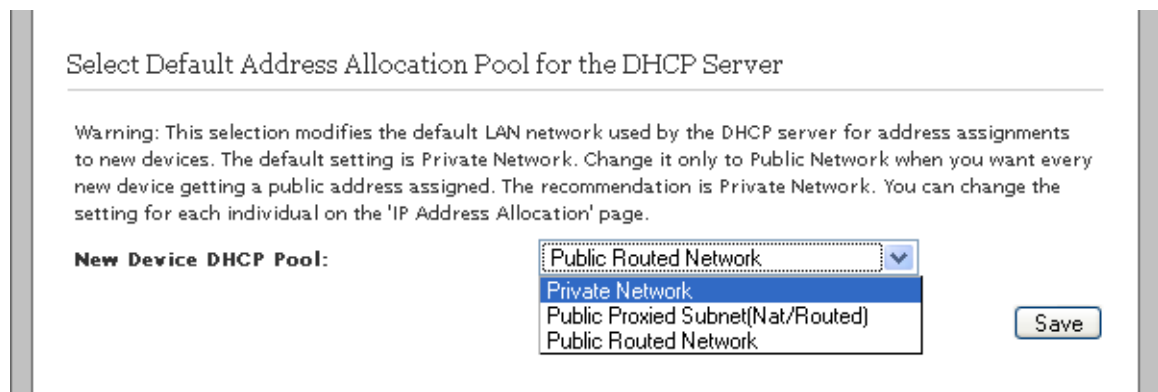 Select Default Address Allocation Pool for the DHCP Server
Warning: This selection modifies the default LAN network used by the DHCP server for address assignments
to new devices. The default setting is Private Network. Change it only to Public Network when you want every
new device getting a public address assigned. The recommendation is Private Network. You can change the
setting for each individual on the 'IP Address Allocation' page.
New Device DHCP Pool:
Public Routed Network
Private Network
Public Proxied Subnet(Nat/Routed)
Public Routed Network
Save